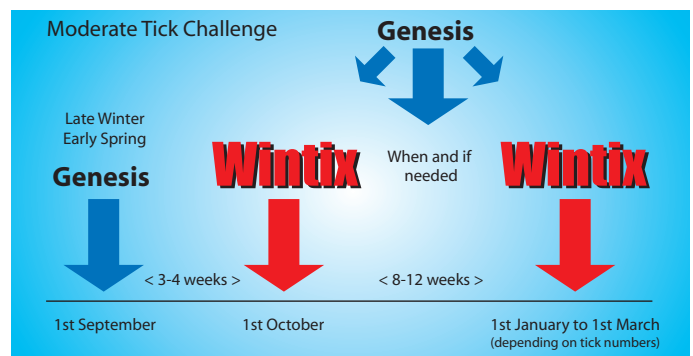 Moderate Tick Challenge
Genesis
Late Winter
Early Spring
Genesis
Wintix
When and if
needed
Wintix
< 3-4 weeks >
< 8-12 weeks >
1st September
1st October
1st January to 1st March
(depending on tick numbers)